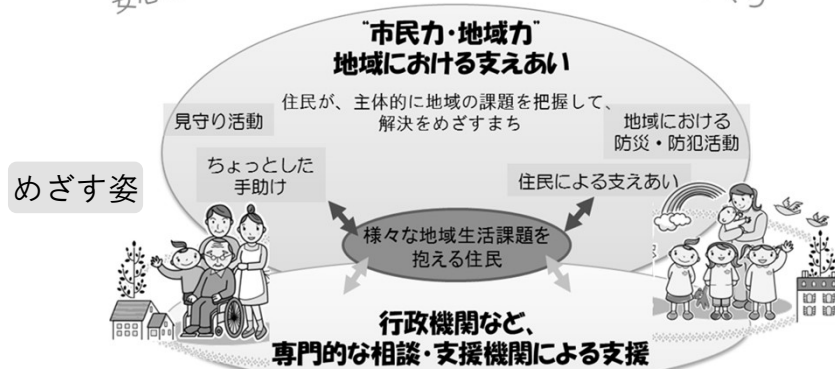 "市民力・地域力"
地域における支えあい
住民が、主体的に地域の課題を把握して、
解決をめざすまち
見守り活動
地域における
防災・防犯活動
ちょっとした
手助け
住民による支えあい
めざす姿
様々な地域生活課題を
抱える住民
行政機関など、
専門的な相談・支援機関による支援